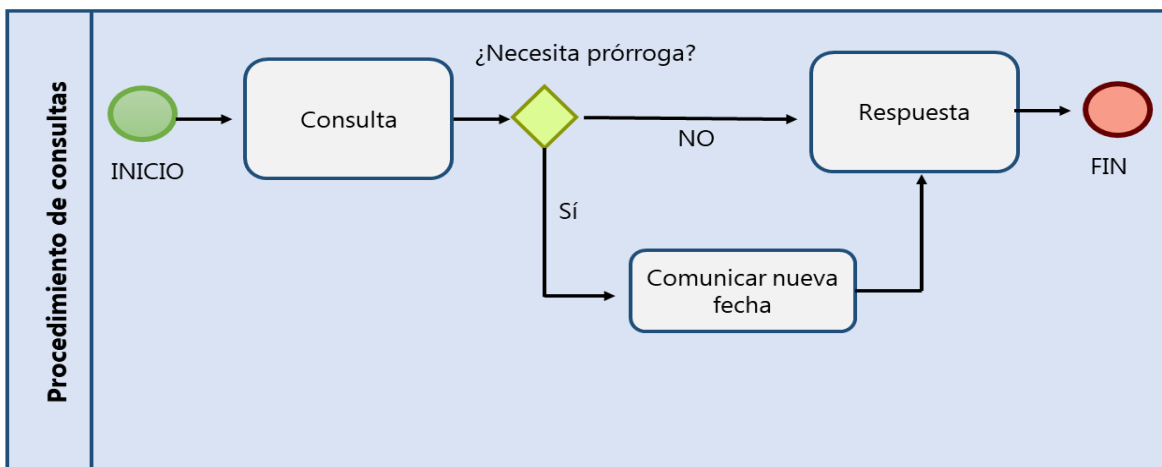 Procedimiento de consultas
INICIO
Consulta
¿Necesita prórroga?
NO
Sí
Comunicar nueva
fecha
Respuesta
FIN